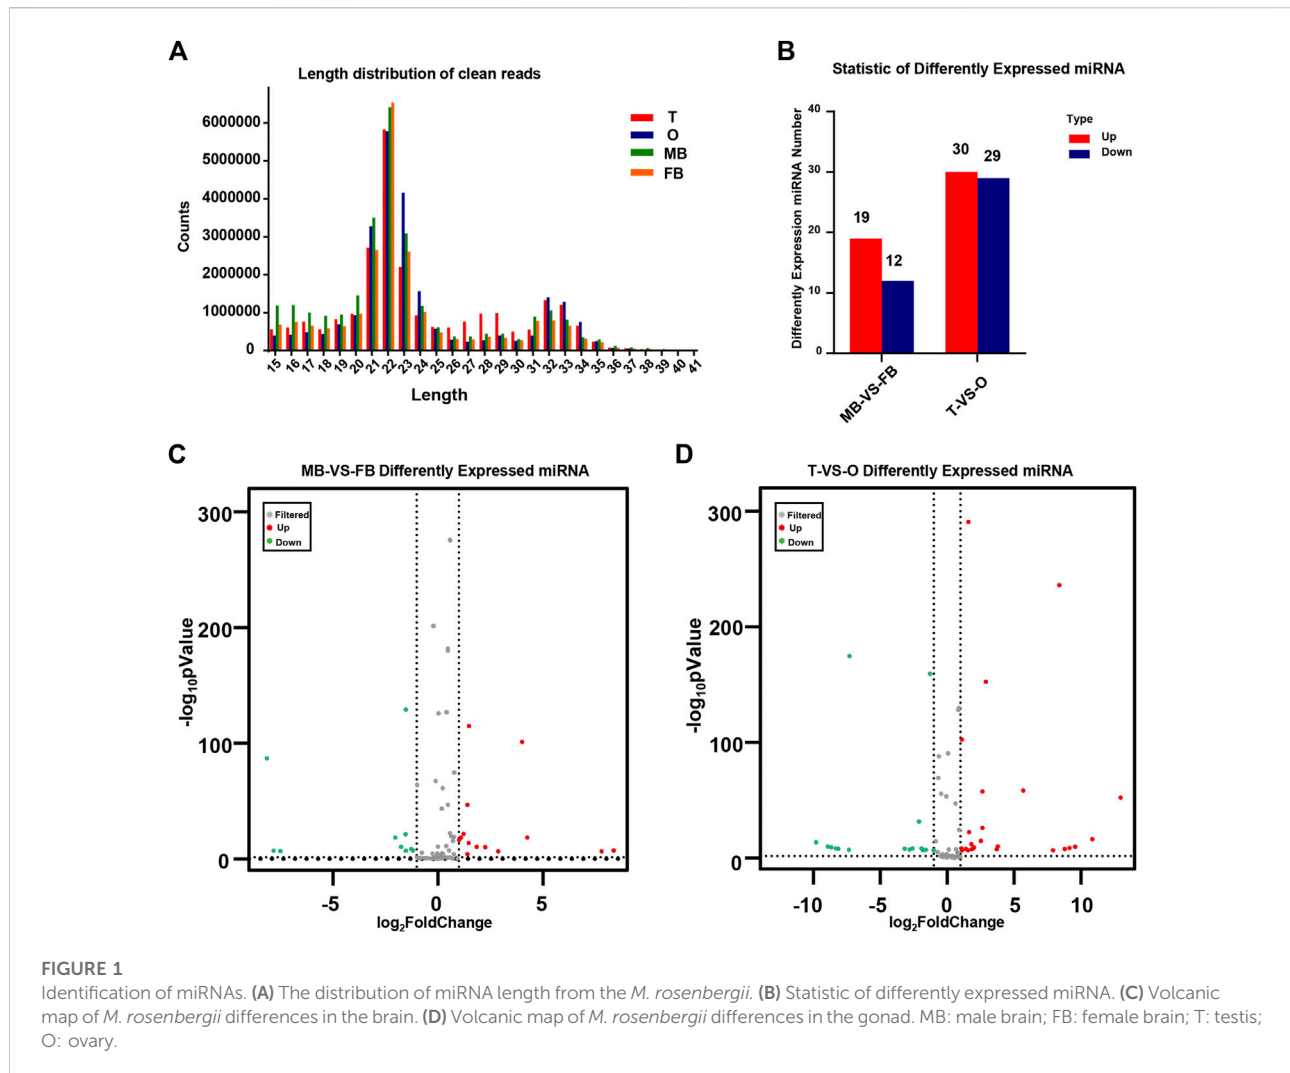 A
Length distribution of clean reads
Counts
6000000
5000000
4000000
3000000
2000000
1000000
0
T
O
MB
FB
15 16 17 18 19 20 21 22 23 24 25 26 27 28 29 30 31 32 33 34 35 36 37 38 39 40 41
Length
B
Statistic of Differently Expressed miRNA
Differently Expression miRNA Number
40
30
20
10
0
19
12
30
29
Type
Up
Down
MB-VS-FB
T-VS-O
C
MB-VS-FB Differently Expressed miRNA
-log10pValue
300
200
100
0
Filtered
Up
Down
-5 0 5
log2FoldChange
D
T-VS-O Differently Expressed miRNA
-log10pValue
300
200
100
0
Filtered
Up
Down
-10 -5 0 5 10
log2FoldChange
FIGURE 1
Identification of miRNAs. (A) The distribution of miRNA length from the M. rosenbergii. (B) Statistic of differently expressed miRNA. (C) Volcanic
map of M. rosenbergii differences in the brain. (D) Volcanic map of M. rosenbergii differences in the gonad. MB: male brain; FB: female brain; T: testis;
O: ovary.